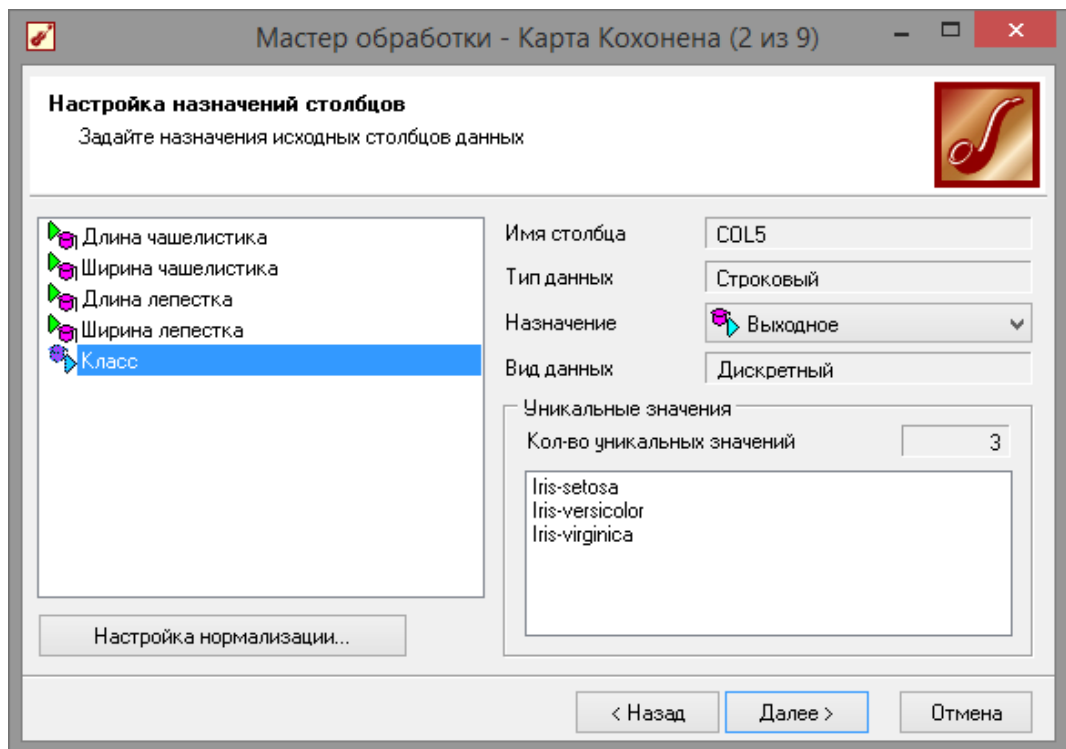 Мастер обработки - Карта Кохонена (2 из 9)
Настройка назначений столбцов
Задайте назначения исходных столбцов данных
Длина чашелистика
Ширина чашелистика
Длина лепестка
Ширина лепестка
Класс
Настройка нормализации...
Имя столбца COL5
Тип данных Строковый
Назначение Выходное
Вид данных Дискретный
Уникальные значения
Кол-во уникальных значений 3
Iris-setosa
Iris-versicolor
Iris-virginica
< Назад Далее > Отмена